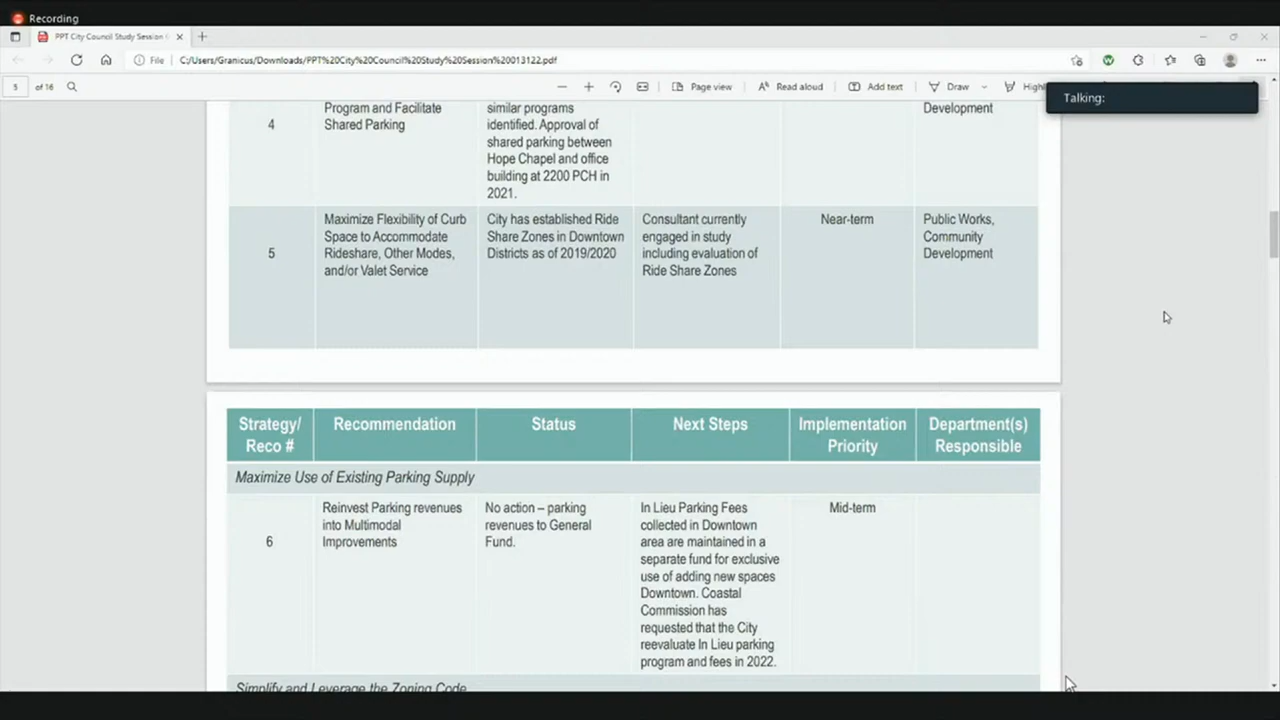 Recording
PPT City Council Study Session
File
C:/Users/Granicus/Downloads/PPT%20City%20Council%20Study%20Session%20013122.pdf
5 of 16
Page view
Read aloud
Add text
Draw
Talking:
4
Program and Facilitate
Shared Parking
similar programs
identified. Approval of
shared parking between
Hope Chapel and office
building at 2200 PCH in
2021.
Development
5
Maximize Flexibility of Curb
Space to Accommodate
Rideshare, Other Modes,
and/or Valet Service
City has established Ride
Share Zones in Downtown
Districts as of 2019/2020
Consultant currently
engaged in study
including evaluation of
Ride Share Zones
Near-term
Public Works,
Community
Development
Strategy/
Reco #
Recommendation
Status
Next Steps
Implementation
Priority
Department(s)
Responsible
Maximize Use of Existing Parking Supply
6
Reinvest Parking revenues
into Multimodal
Improvements
No action – parking
revenues to General
Fund.
In Lieu Parking Fees
collected in Downtown
area are maintained in a
separate fund for exclusive
use of adding new spaces
Downtown. Coastal
Commission has
requested that the City
reevaluate In Lieu parking
program and fees in 2022.
Mid-term
Simplify and Leverage the Zoning Code